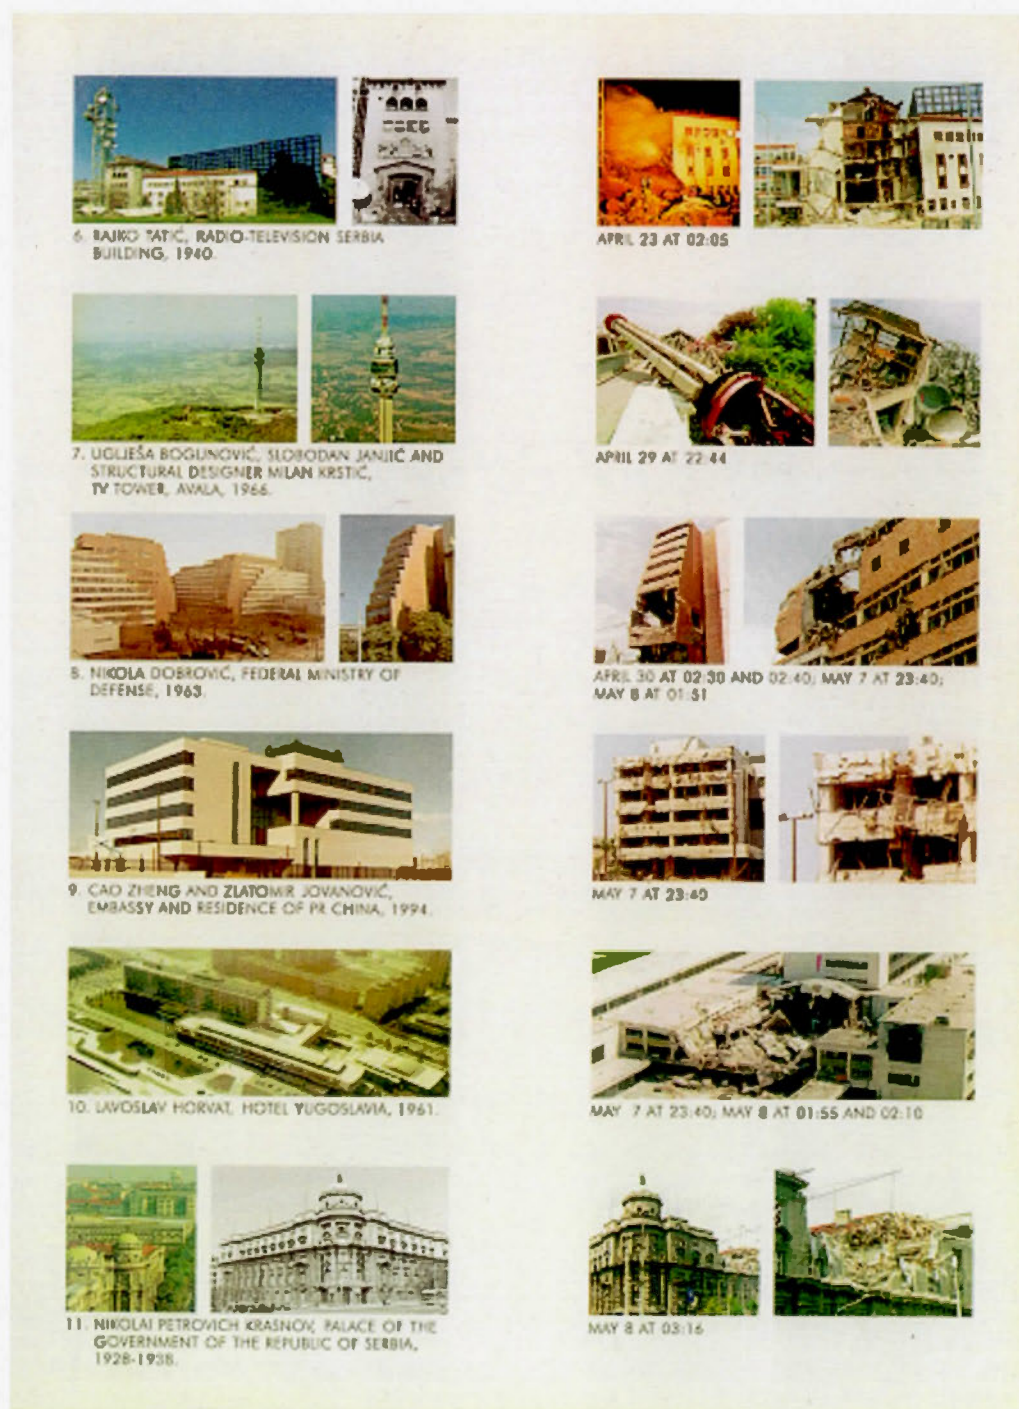 6. RAJKO TATIĆ, RADIO-TELEVISION SERBIA
BUILDING, 1940.
APRIL 23 AT 02:05
7. UGLJEŠA BOGUNOVIĆ, SLOBODAN JANJIĆ AND
STRUCTURAL DESIGNER MILAN KRSTIĆ,
TV TOWER, AVALA, 1966.
APRIL 29 AT 22:44
8. NIKOLA DOBROVIĆ, FEDERAL MINISTRY OF
DEFENSE, 1963.
APRIL 30 AT 02:30 AND 02:40; MAY 7 AT 23:40;
MAY 8 AT 01:51
9. CAO ZHENG AND ZLATOMIR JOVANOVIĆ,
EMBASSY AND RESIDENCE OF PR CHINA, 1994.
MAY 7 AT 23:40
10. LAVOSLAV HORVAT, HOTEL YUGOSLAVIA, 1961.
MAY 7 AT 23:40; MAY 8 AT 01:55 AND 02:10
11. NIKOLAI PETROVICH KRASNOV, PALACE OF THE
GOVERNMENT OF THE REPUBLIC OF SERBIA,
1928-1938.
MAY 8 AT 03:16